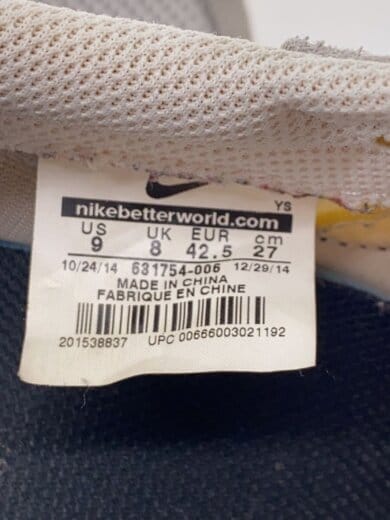 YS
nikebetterworld.com
US UK EUR cm
9 8 42.5 27
10/24/14 631754-006 12/29/14
MADE IN CHINA
FABRIQUE EN CHINE
201538837 UPC 00666003021192